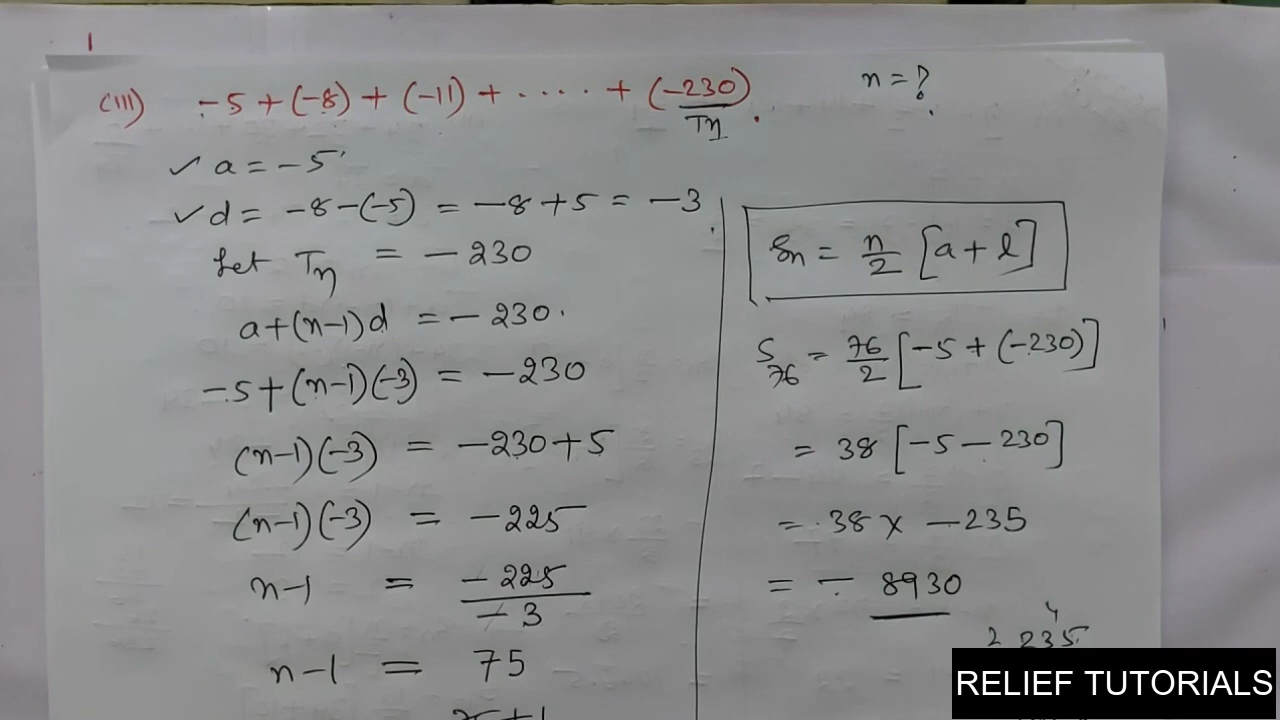 1
(III) -5 + (-8) + (-11) + ..... + (-230).
Tη
n = ?
✓ a = -5
✓ d = -8-(-5) = -8+5 = -3
Let Tη = -230
a+(n-1)d = -230.
-5+(n-1)(-3) = -230
(n-1)(-3) = -230+5
(n-1)(-3) = -225
n-1 = -225/-3
n-1 = 75
Sn = n/2 [a+l]
S76 = 76/2 [-5 + (-230)]
= 38 [-5 - 230]
= 38 x -235
= - 8930
4
2 235
RELIEF TUTORIALS